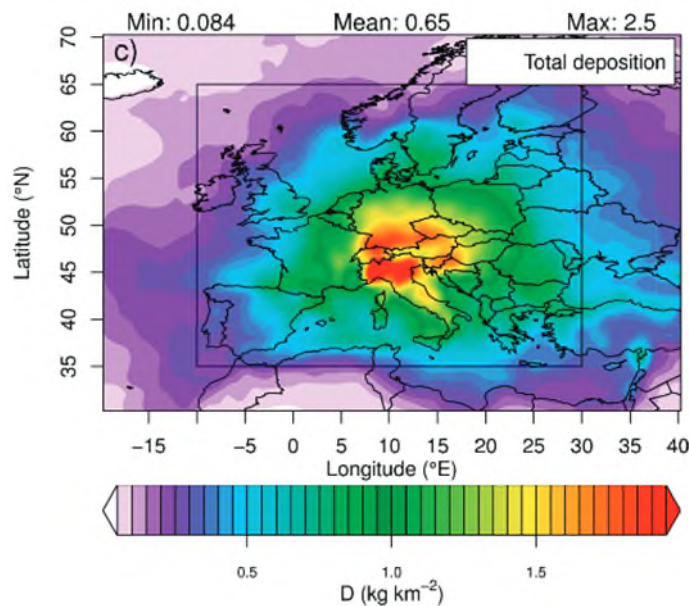 Min: 0.084 Mean: 0.65 Max: 2.5
c) Total deposition
70
65
60
55
50
45
40
35
Latitude (°N)
−15 −5 0 5 10 15 20 25 30 35 40
Longitude (°E)
0.5 1.0 1.5
D (kg km−2)